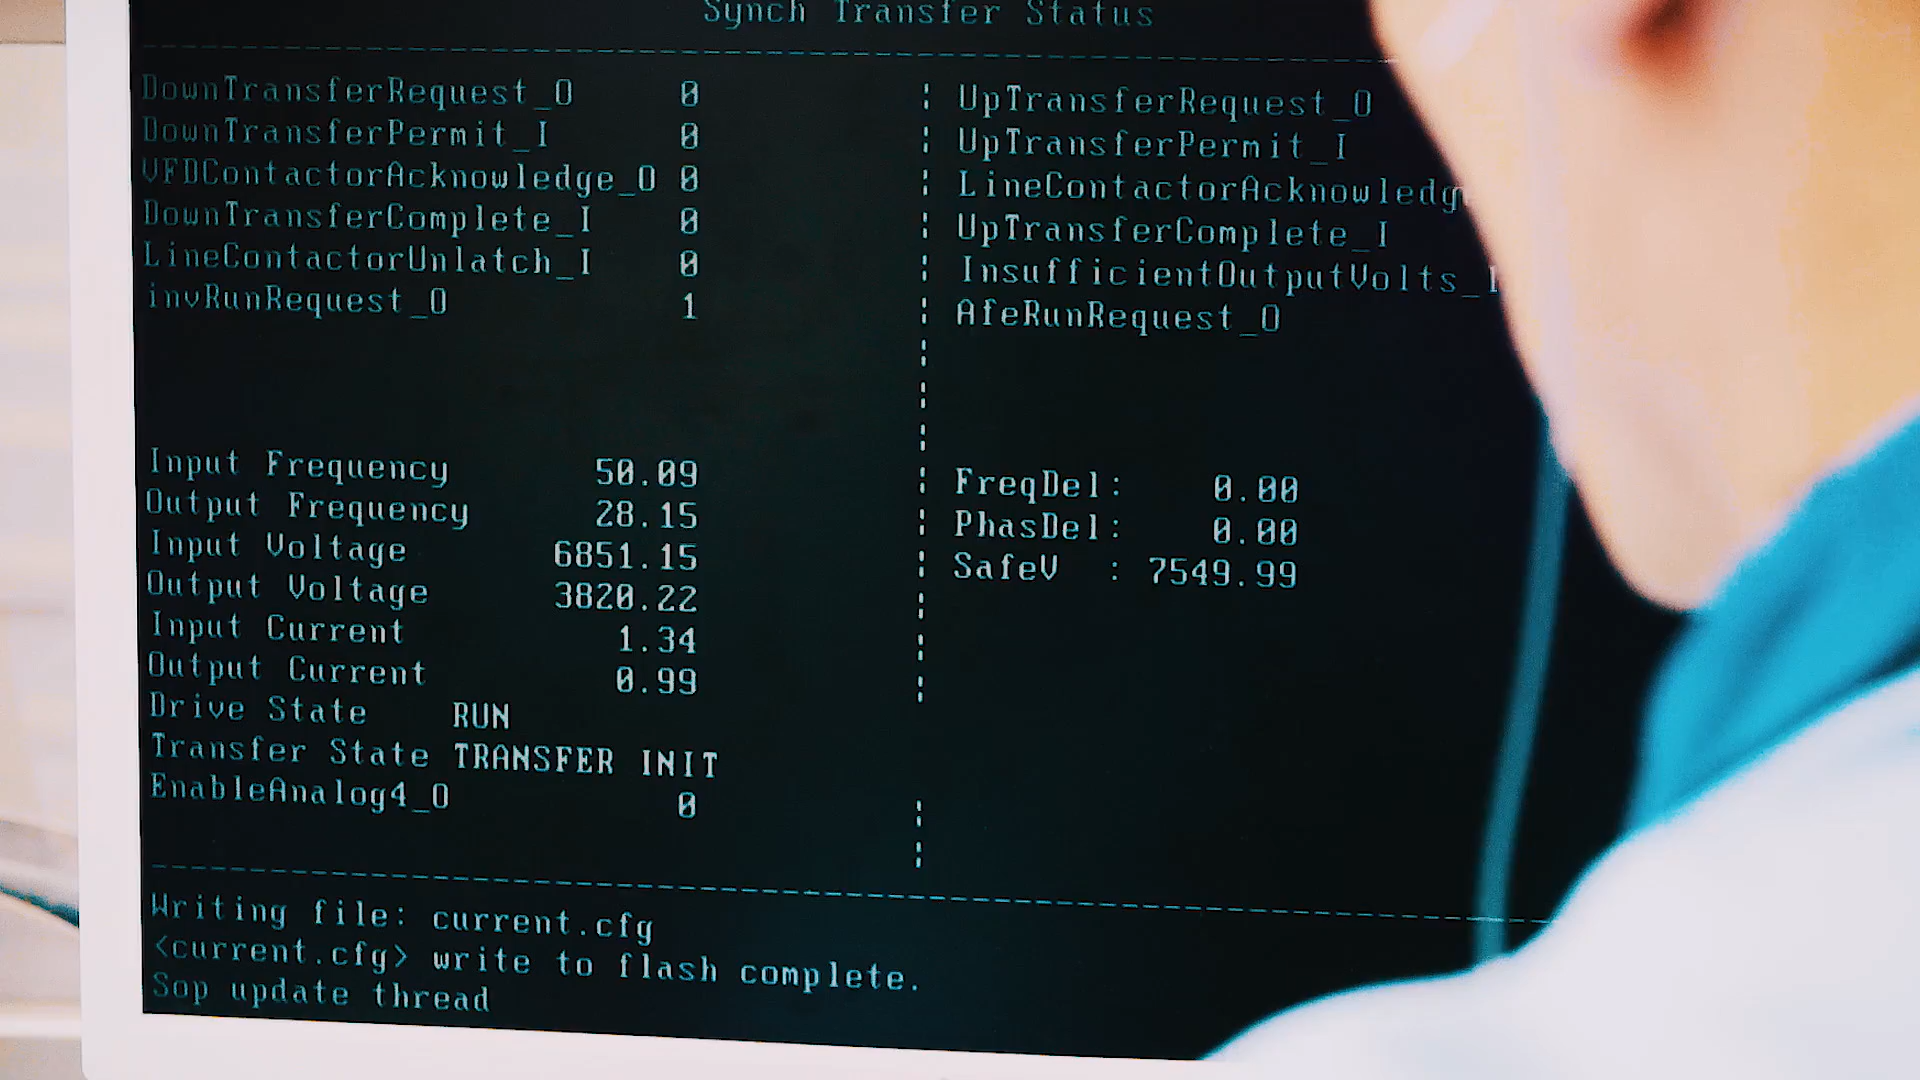 Synch Transfer Status
DownTransferRequest_O 0 ¦ UpTransferRequest_O
DownTransferPermit_I 0 ¦ UpTransferPermit_I
VFDContactorAcknowledge_O 0 ¦ LineContactorAcknowledg
DownTransferComplete_I 0 ¦ UpTransferComplete_I
LineContactorUnlatch_I 0 ¦ InsufficientOutputVolts_I
invRunRequest_O 1 ¦ AfeRunRequest_O
Input Frequency 50.09 ¦ FreqDel: 0.00
Output Frequency 28.15 ¦ PhasDel: 0.00
Input Voltage 6851.15 ¦ SafeV : 7549.99
Output Voltage 3820.22
Input Current 1.34
Output Current 0.99
Drive State RUN
Transfer State TRANSFER INIT
EnableAnalog4_O 0
Writing file: current.cfg
<current.cfg> write to flash complete.
Sop update thread